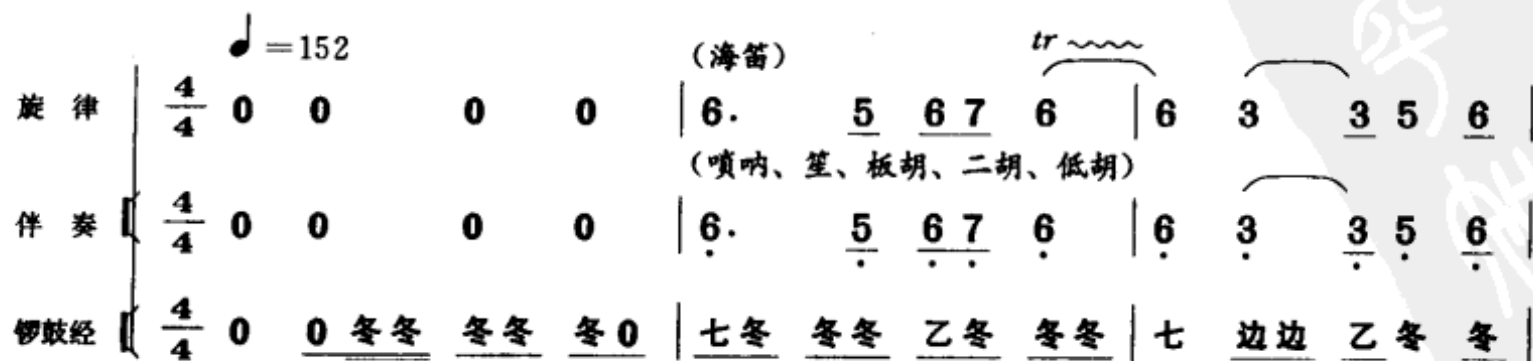 ♩=152
(海笛) tr
旋律 4/4 0 0 0 0 | 6. 5 6 7 6 | 6 3 3 5 6 |
(唢呐、笙、板胡、二胡、低胡)
伴奏 4/4 0 0 0 0 | 6. 5 6 7 6 | 6 3 3 5 6 |
锣鼓经 4/4 0 0 冬冬 冬冬 冬0 | 七冬 冬冬 乙冬 冬冬 | 七 边边 乙冬 冬 |